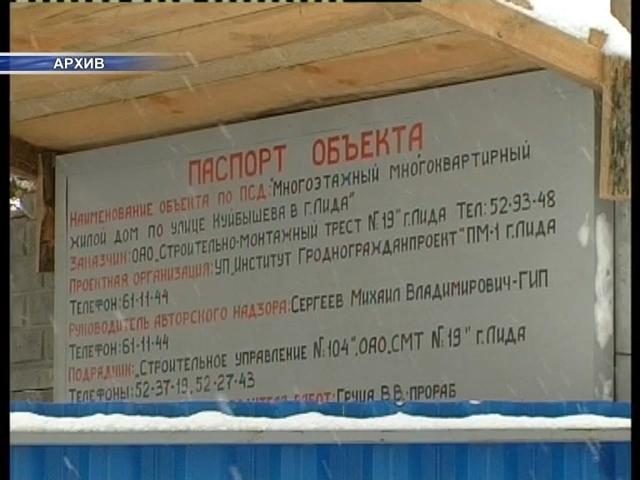 АРХИВ
ПАСПОРТ ОБЪЕКТА
НАИМЕНОВАНИЕ ОБЪЕКТА ПО ПСД: "МНОГОЭТАЖНЫЙ МНОГОКВАРТИРНЫЙ
ЖИЛОЙ ДОМ ПО УЛИЦЕ КУЙБЫШЕВА В Г.ЛИДА"
ЗАКАЗЧИК: ОАО „СТРОИТЕЛЬНО-МОНТАЖНЫЙ ТРЕСТ №19" Г.ЛИДА ТЕЛ: 52-93-48
ПРОЕКТНАЯ ОРГАНИЗАЦИЯ: УП „ИНСТИТУТ ГРОДНОГРАЖДАНПРОЕКТ" ПМ-1 Г.ЛИДА
ТЕЛЕФОН: 61-11-44
РУКОВОДИТЕЛЬ АВТОРСКОГО НАДЗОРА: СЕРГЕЕВ МИХАИЛ ВЛАДИМИРОВИЧ-ГИП
ТЕЛЕФОН: 61-11-44
ПОДРЯДЧИК: „СТРОИТЕЛЬНОЕ УПРАВЛЕНИЕ №104", ОАО „СМТ №19" Г.ЛИДА
ТЕЛЕФОНЫ: 52-37-19, 52-27-43
РАБОТ: ГРУЦА В.В.-ПРОРАБ